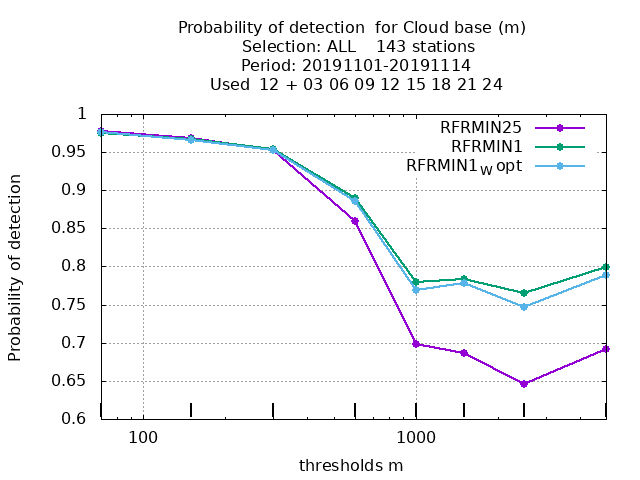 Probability of detection  for Cloud base (m)
Selection: ALL    143 stations
Period: 20191101-20191114
Used  12 + 03 06 09 12 15 18 21 24
RFRMIN25
RFRMIN1
RFRMIN1W opt
1
0.95
0.9
0.85
0.8
0.75
0.7
0.65
0.6
Probability of detection
100
1000
thresholds m